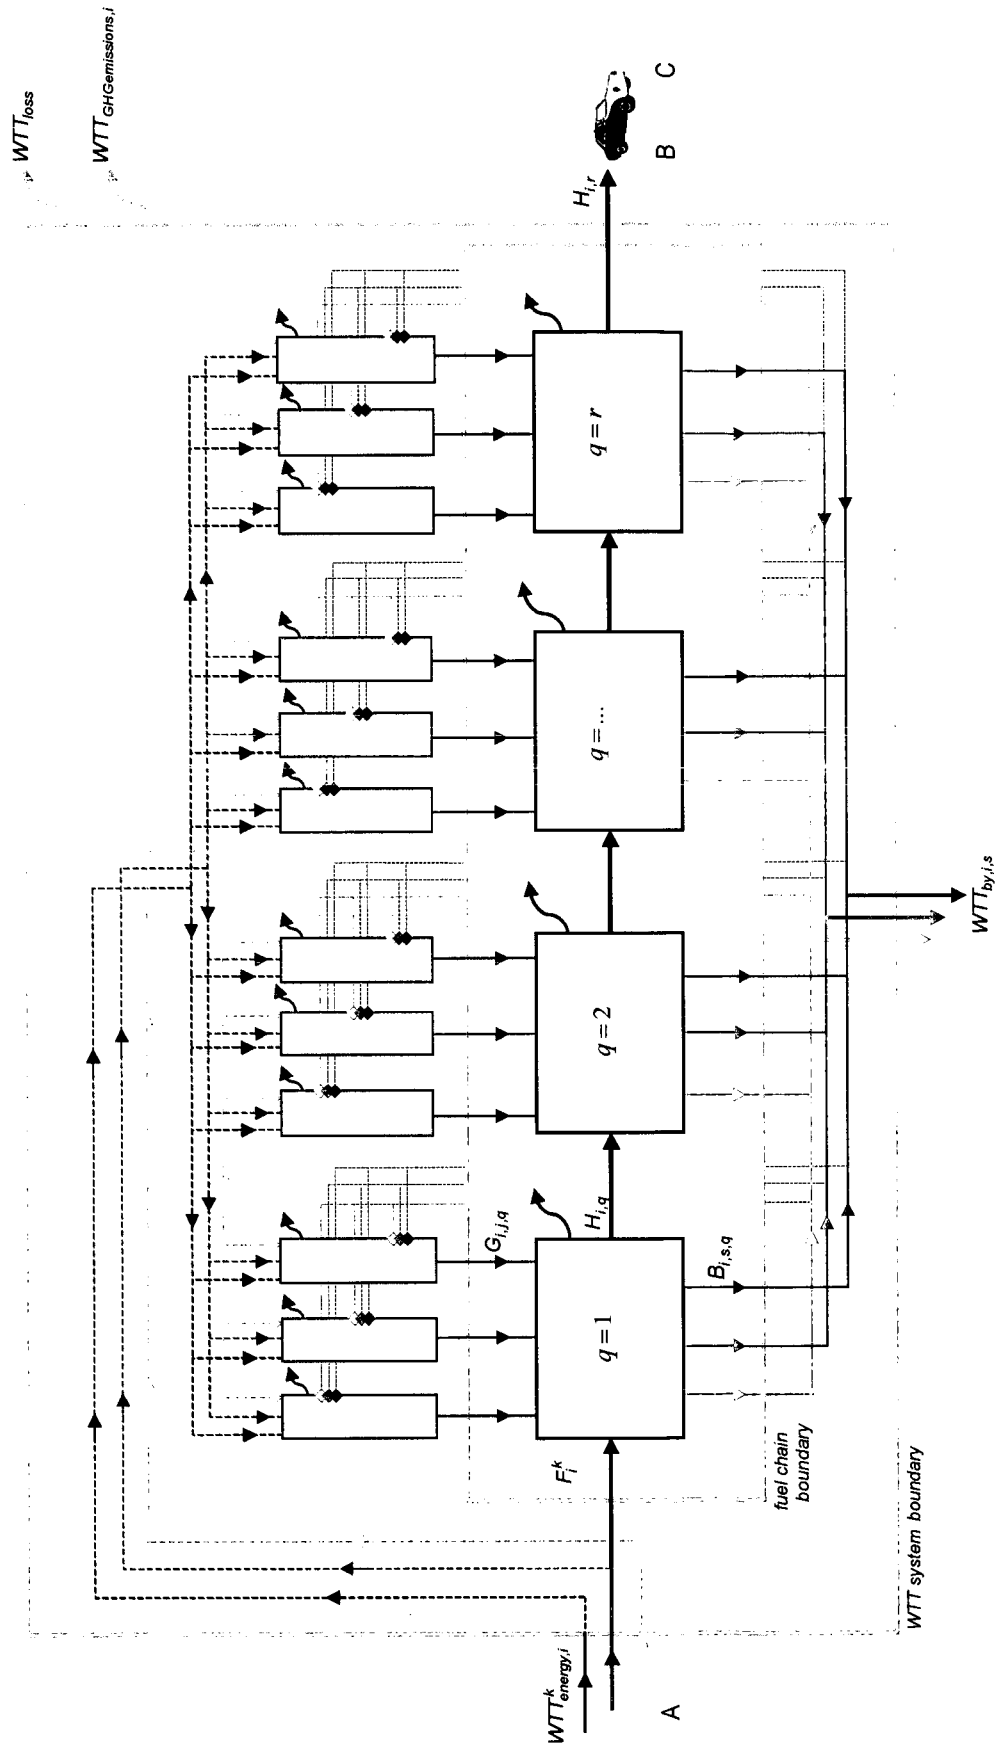 WTT_loss
WTT_GHGemissions,i
H_i,r
B
C
q = r
q = ...
q = 2
q = 1
G_i,j,q
H_i,q
B_i,s,q
F_i^k
WTT_by,i,s
fuel chain
boundary
WTT system boundary
WTT^k_energy,i
A